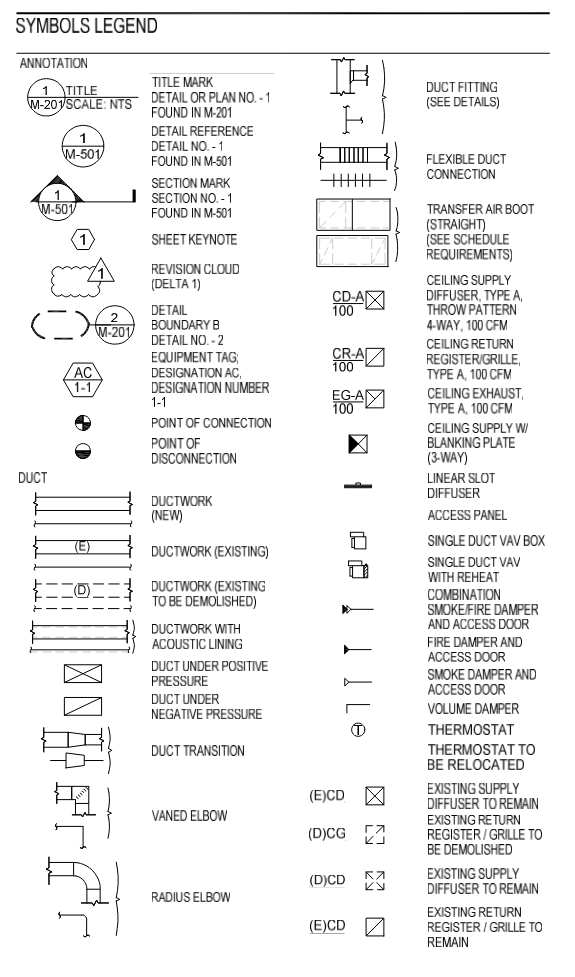 SYMBOLS LEGEND
ANNOTATION
1
M-201
TITLE
SCALE: NTS
TITLE MARK
DETAIL OR PLAN NO. - 1
FOUND IN M-201
1
M-501
DETAIL REFERENCE
DETAIL NO. - 1
FOUND IN M-501
1
M-501
SECTION MARK
SECTION NO. - 1
FOUND IN M-501
1
SHEET KEYNOTE
1
REVISION CLOUD
(DELTA 1)
2
M-201
DETAIL
BOUNDARY B
DETAIL NO. - 2
AC
1-1
EQUIPMENT TAG;
DESIGNATION AC,
DESIGNATION NUMBER
1-1
POINT OF CONNECTION
POINT OF
DISCONNECTION
DUCT
DUCTWORK
(NEW)
(E)
DUCTWORK (EXISTING)
(D)
DUCTWORK (EXISTING
TO BE DEMOLISHED)
DUCTWORK WITH
ACOUSTIC LINING
DUCT UNDER POSITIVE
PRESSURE
DUCT UNDER
NEGATIVE PRESSURE
DUCT TRANSITION
VANED ELBOW
RADIUS ELBOW
DUCT FITTING
(SEE DETAILS)
FLEXIBLE DUCT
CONNECTION
TRANSFER AIR BOOT
(STRAIGHT)
(SEE SCHEDULE
REQUIREMENTS)
CD-A
100
CEILING SUPPLY
DIFFUSER, TYPE A,
THROW PATTERN
4-WAY, 100 CFM
CR-A
100
CEILING RETURN
REGISTER/GRILLE,
TYPE A, 100 CFM
EG-A
100
CEILING EXHAUST,
TYPE A, 100 CFM
CEILING SUPPLY W/
BLANKING PLATE
(3-WAY)
LINEAR SLOT
DIFFUSER
ACCESS PANEL
SINGLE DUCT VAV BOX
SINGLE DUCT VAV
WITH REHEAT
COMBINATION
SMOKE/FIRE DAMPER
AND ACCESS DOOR
FIRE DAMPER AND
ACCESS DOOR
SMOKE DAMPER AND
ACCESS DOOR
VOLUME DAMPER
T
THERMOSTAT
THERMOSTAT TO
BE RELOCATED
(E)CD
EXISTING SUPPLY
DIFFUSER TO REMAIN
(D)CG
EXISTING RETURN
REGISTER / GRILLE TO
BE DEMOLISHED
(D)CD
EXISTING SUPPLY
DIFFUSER TO REMAIN
(E)CD
EXISTING RETURN
REGISTER / GRILLE TO
REMAIN